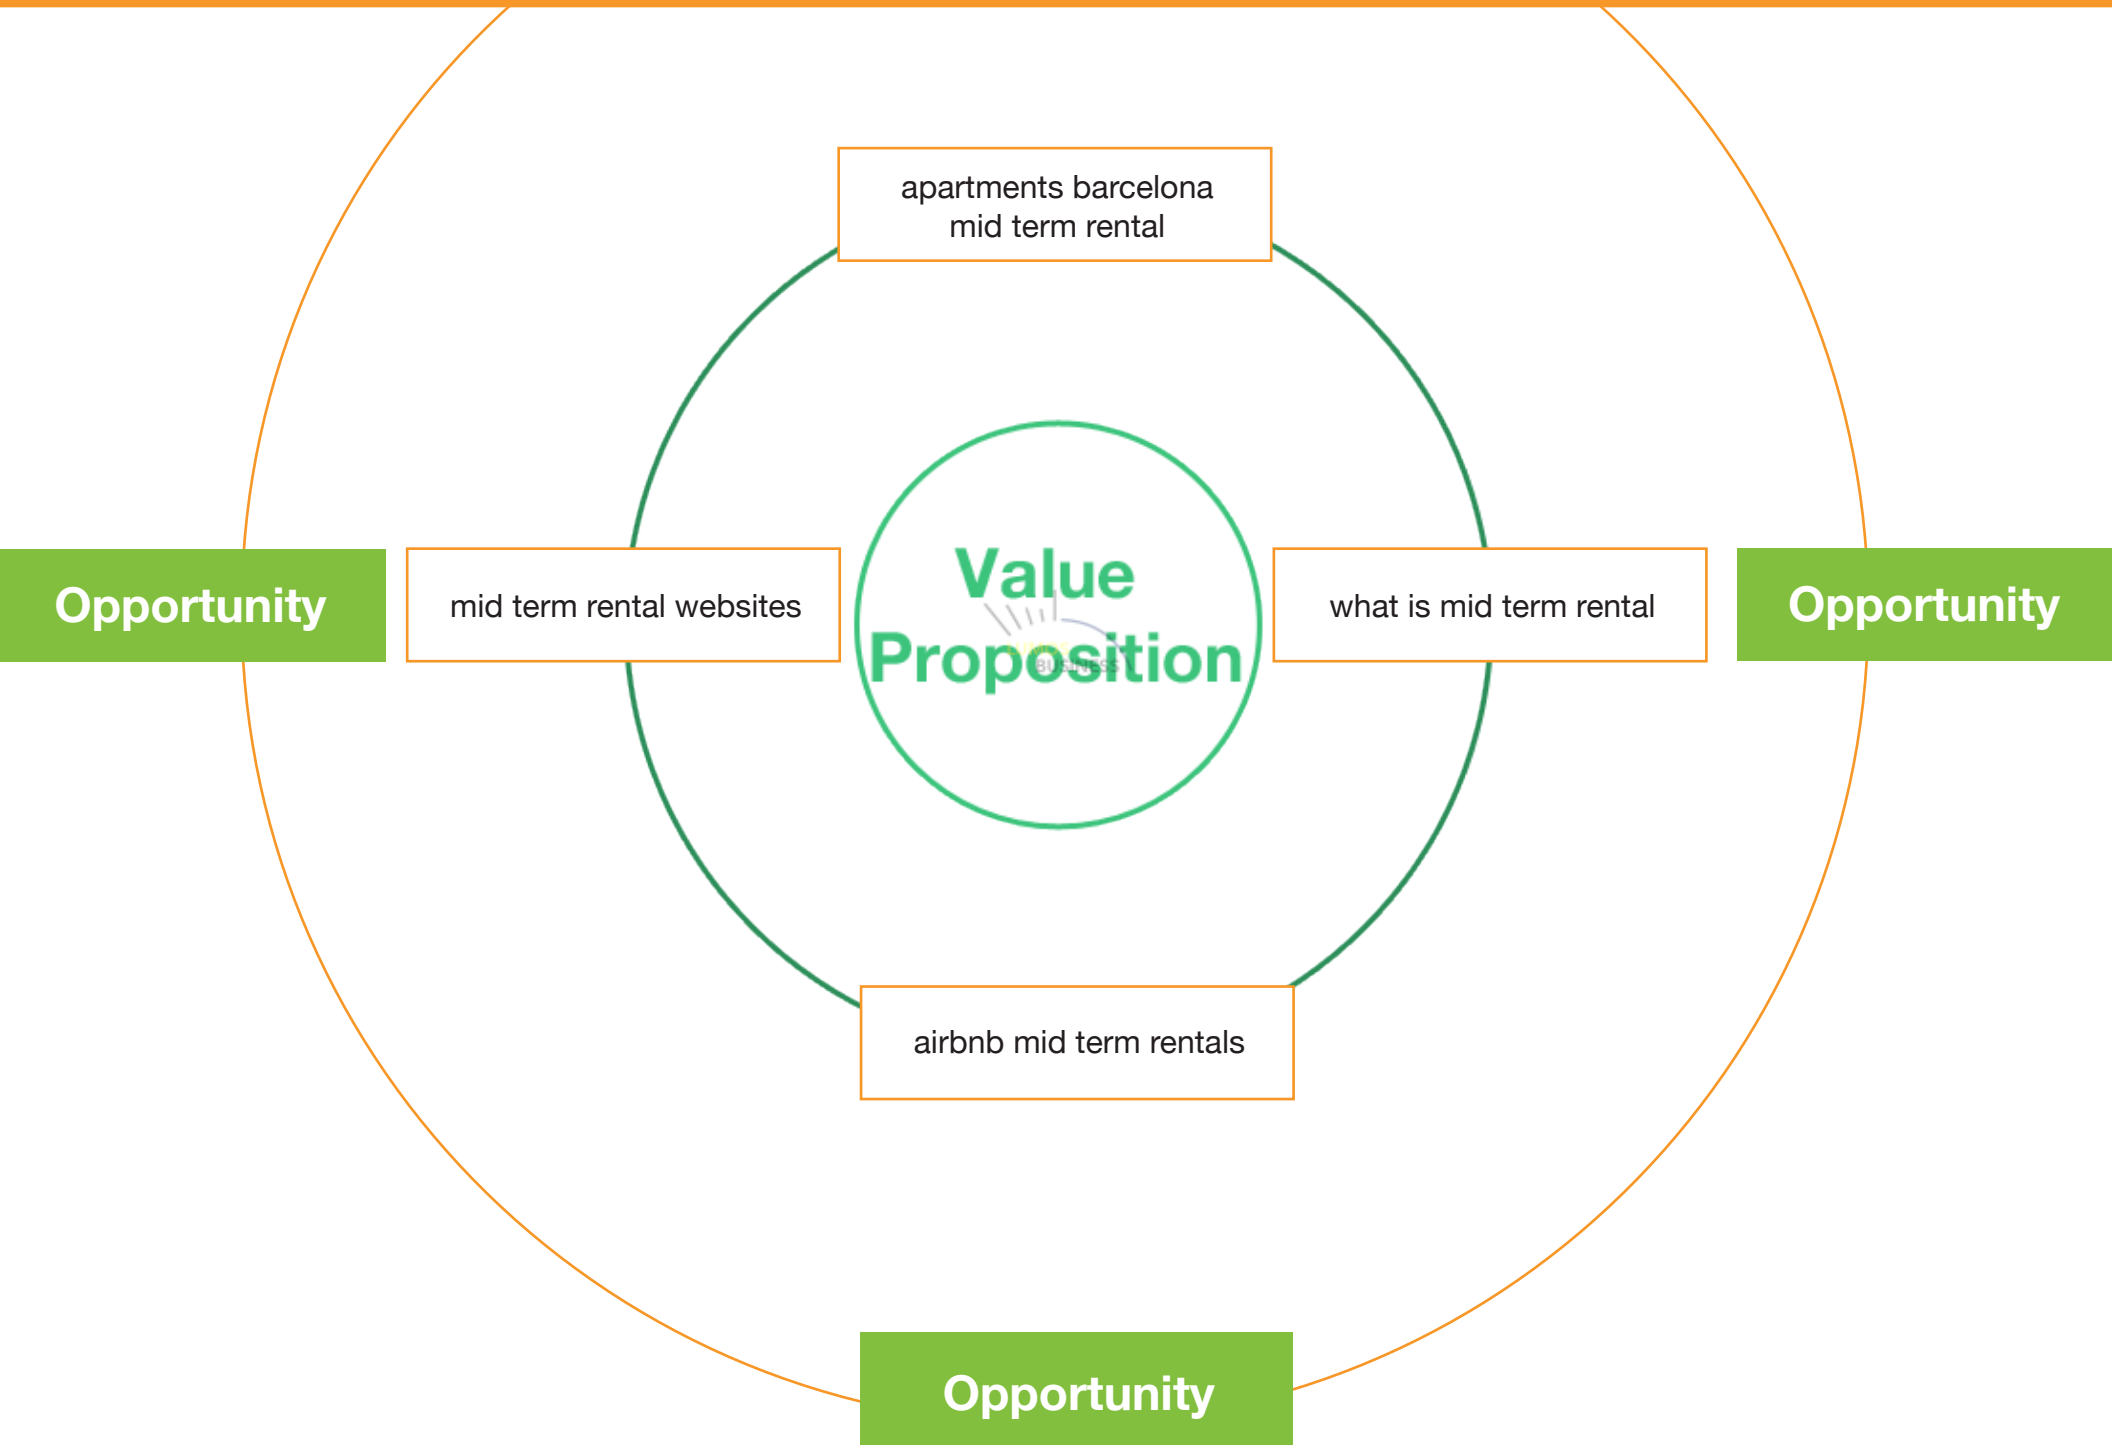 apartments barcelona
mid term rental
Opportunity
mid term rental websites
Value
Proposition
BUSINESS
what is mid term rental
Opportunity
airbnb mid term rentals
Opportunity